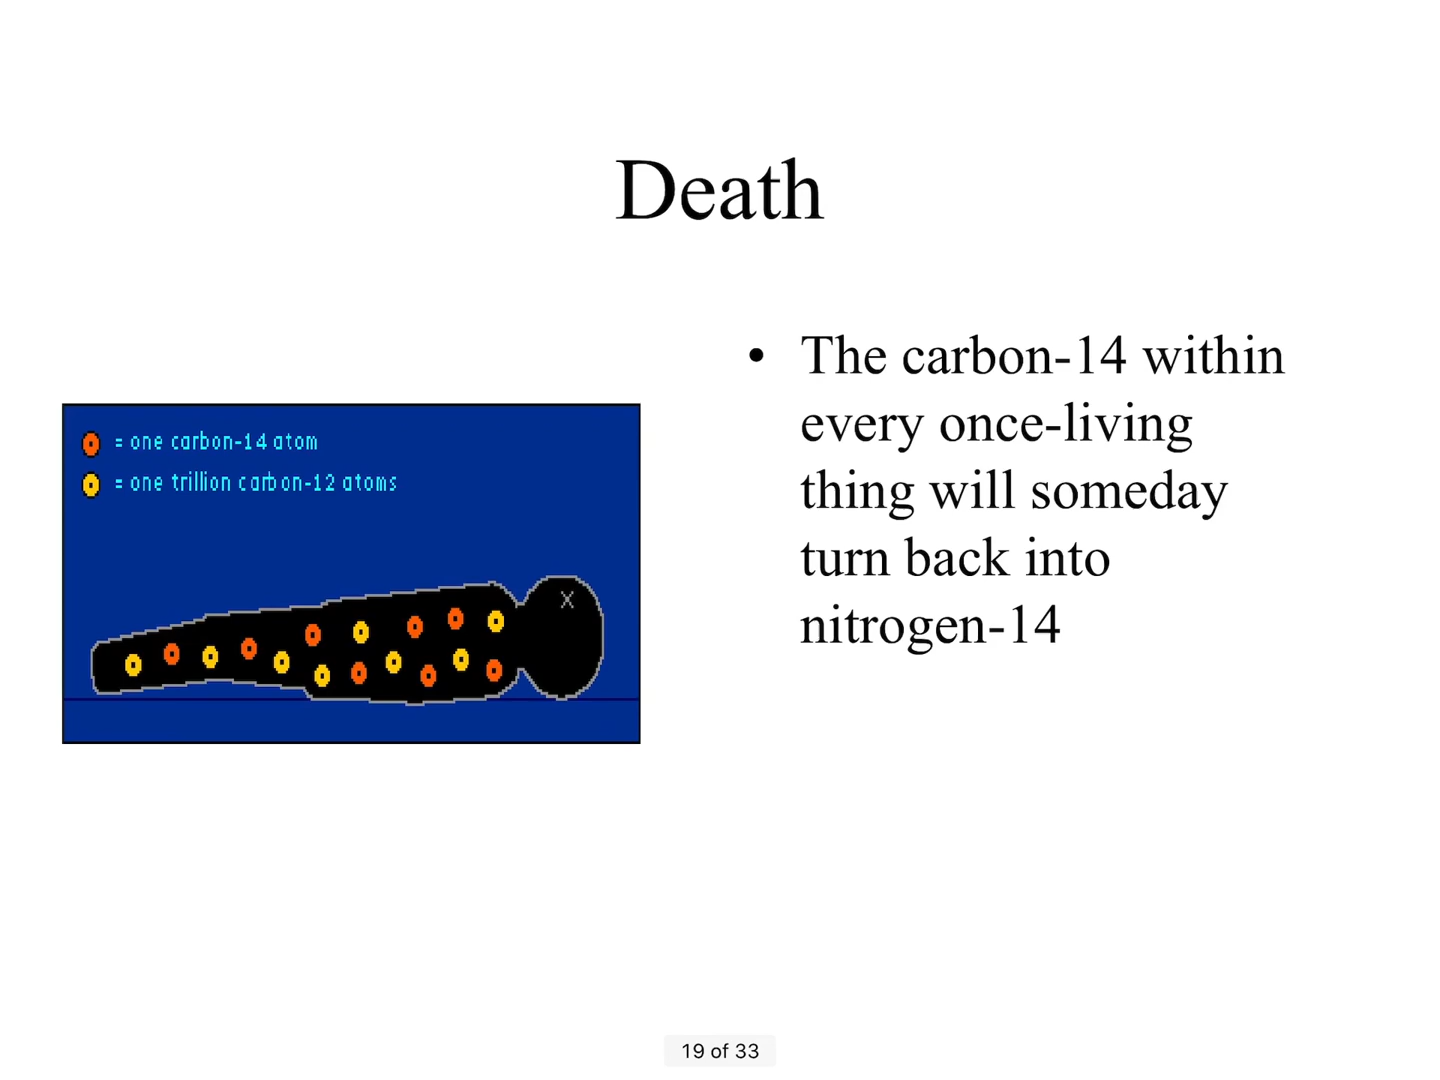 Death
= one carbon-14 atom
= one trillion carbon-12 atoms
X
• The carbon-14 within
every once-living
thing will someday
turn back into
nitrogen-14
19 of 33